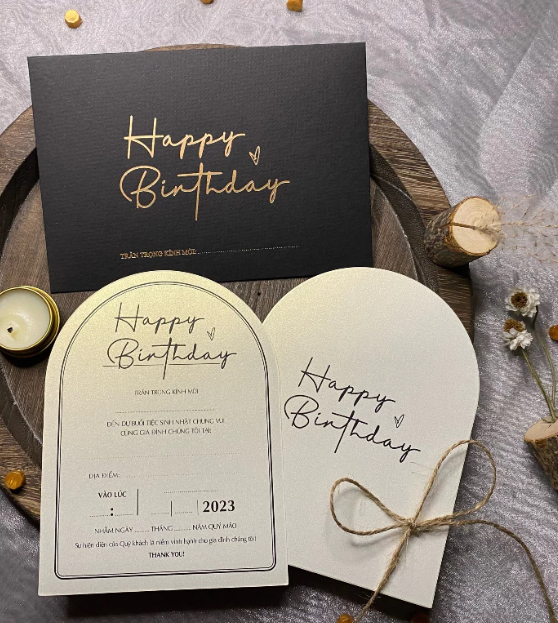 Happy
Birthday
TRÂN TRỌNG KÍNH MỜI
Happy
Birthday
TRÂN TRỌNG KÍNH MỜI
ĐẾN DỰ BUỔI TIỆC SINH NHẬT CHUNG VUI
CÙNG GIA ĐÌNH CHÚNG TÔI TẠI:
ĐỊA ĐIỂM:
VÀO LÚC
: 2023
NHẰM NGÀY ........ THÁNG ........ NĂM QUÝ MÃO
Sự hiện diện của Quý khách là niềm vinh hạnh cho gia đình chúng tôi!
THANK YOU!
Happy
Birthday